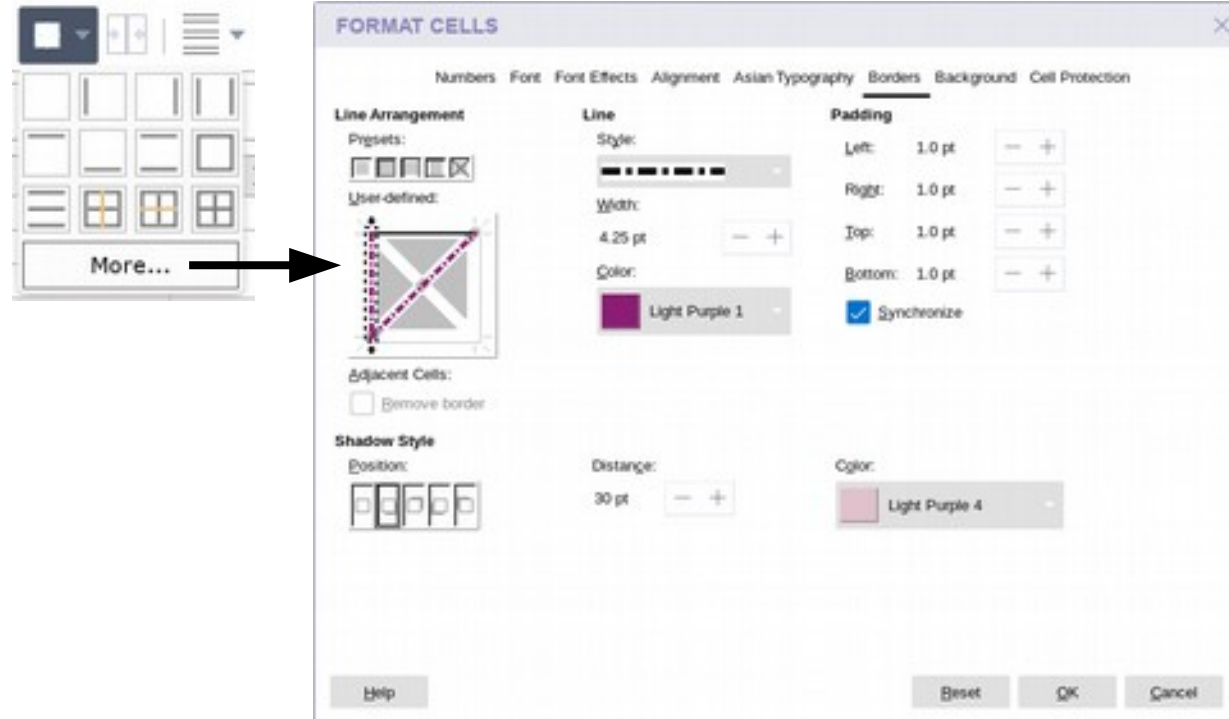 More...
FORMAT CELLS
Numbers Font Font Effects Alignment Asian Typography Borders Background Cell Protection
Line Arrangement
Presets:
User-defined:
Adjacent Cells:
Remove border
Line
Style:
Width:
4.25 pt
Color:
Light Purple 1
Padding
Left: 1.0 pt
Right: 1.0 pt
Top: 1.0 pt
Bottom: 1.0 pt
Synchronize
Shadow Style
Position:
Distance:
30 pt
Color:
Light Purple 4
Help Reset OK Cancel